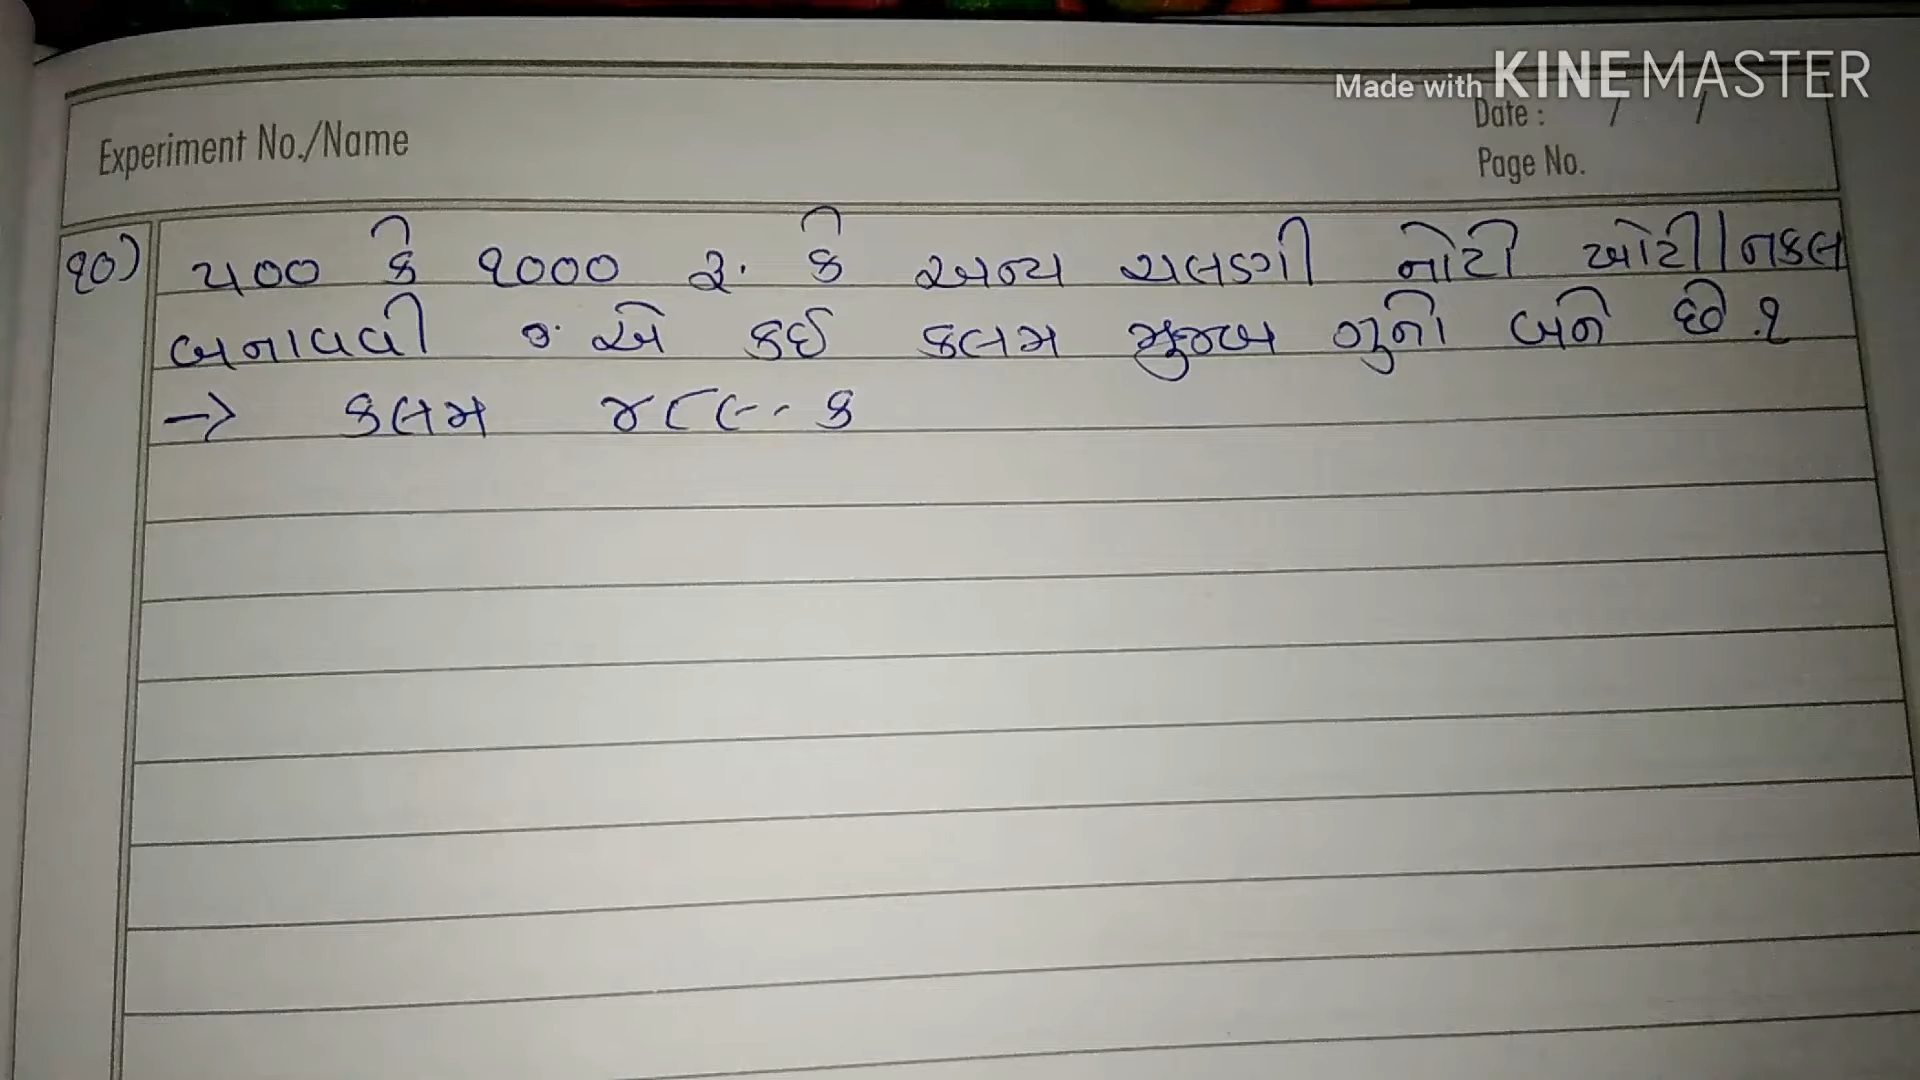 Made with KINEMASTER
Experiment No./Name
Date : / /
Page No.
૧૦) ૫૦૦ કે ૧૦૦૦ રૂ. કે અન્ય ચલણી નોટો ખોટી/નકલ
બનાવવી એ કઈ કલમ મુજબ ગુનો બને છે.?
→ કલમ ૪૮૯-ક